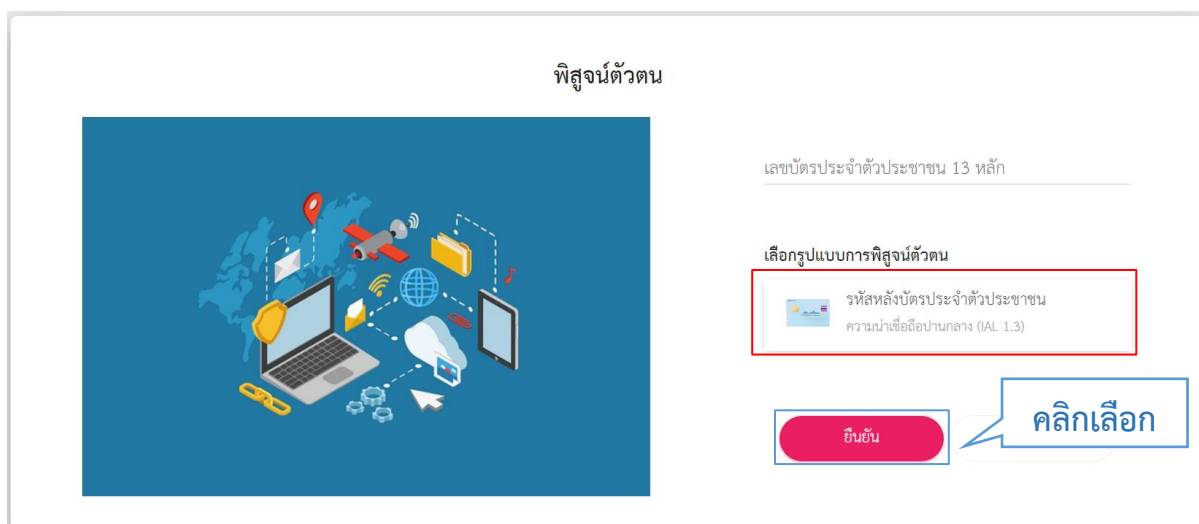 พิสูจน์ตัวตน
เลขบัตรประจำตัวประชาชน 13 หลัก
เลือกรูปแบบการพิสูจน์ตัวตน
รหัสหลังบัตรประจำตัวประชาชน
ความน่าเชื่อถือปานกลาง (IAL 1.3)
ยืนยัน
คลิกเลือก